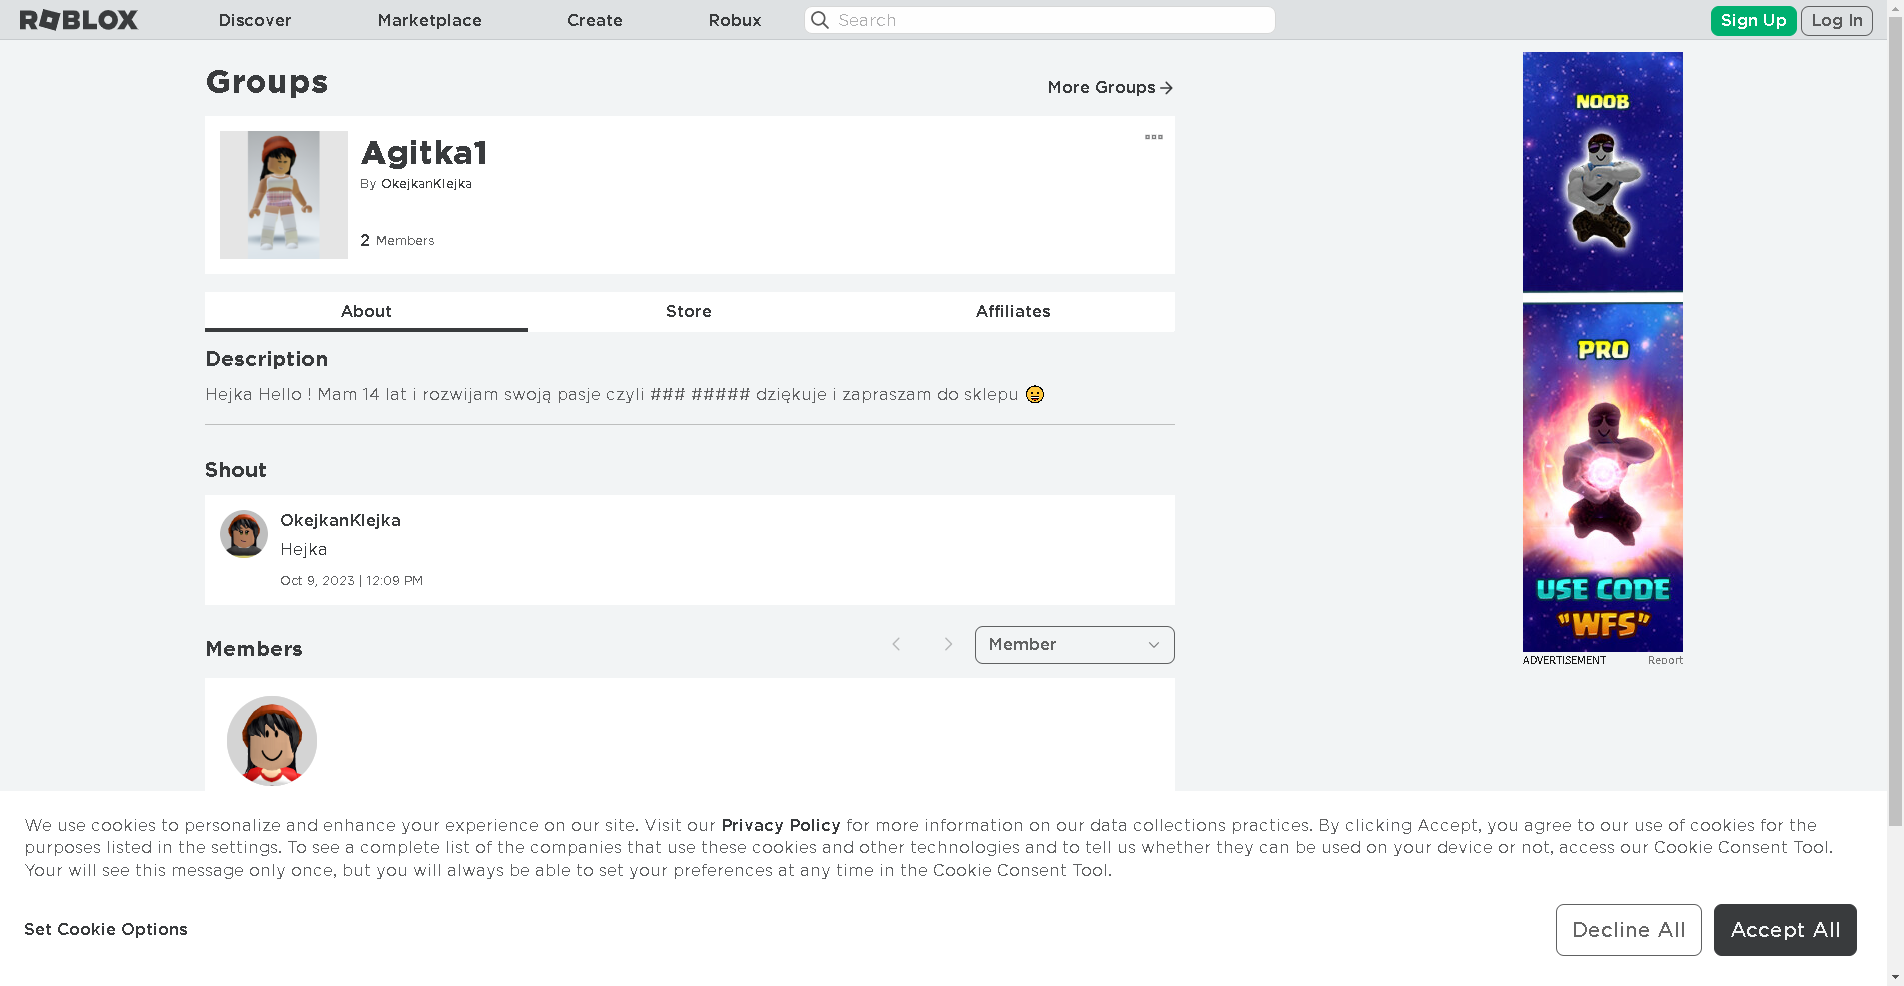 ROBLOX Discover Marketplace Create Robux Search Sign Up Log In
Groups
More Groups
Agitka1
By OkejkanKlejka
2 Members
About Store Affiliates
Description
Hejka Hello ! Mam 14 lat i rozwijam swoją pasje czyli ### ##### dziękuje i zapraszam do sklepu 😀
Shout
OkejkanKlejka
Hejka
Oct 9, 2023 | 12:09 PM
Members
Member
NOOB
PRO
USE CODE
"WFS"
ADVERTISEMENT Report
We use cookies to personalize and enhance your experience on our site. Visit our Privacy Policy for more information on our data collections practices. By clicking Accept, you agree to our use of cookies for the
purposes listed in the settings. To see a complete list of the companies that use these cookies and other technologies and to tell us whether they can be used on your device or not, access our Cookie Consent Tool.
Your will see this message only once, but you will always be able to set your preferences at any time in the Cookie Consent Tool.
Set Cookie Options
Decline All
Accept All